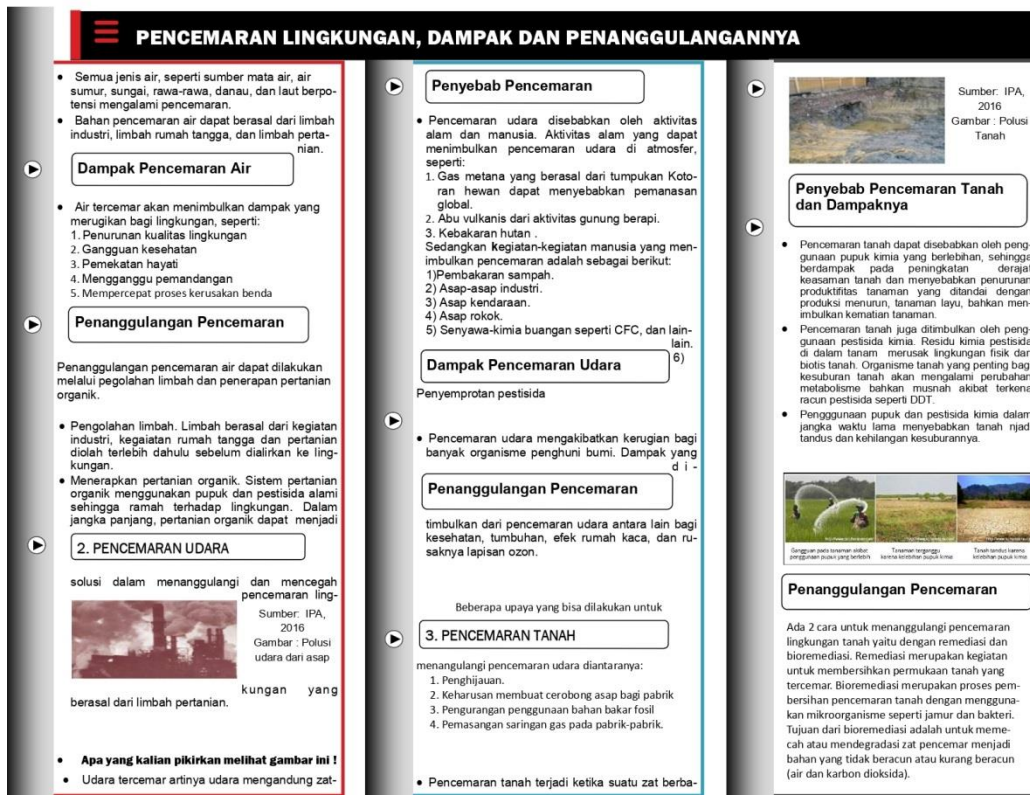 PENCEMARAN LINGKUNGAN, DAMPAK DAN PENANGGULANGANNYA
• Semua jenis air, seperti sumber mata air, air
sumur, sungai, rawa-rawa, danau, dan laut berpo-
tensi mengalami pencemaran.
• Bahan pencemaran air dapat berasal dari limbah
industri, limbah rumah tangga, dan limbah perta-
nian.
Dampak Pencemaran Air
• Air tercemar akan menimbulkan dampak yang
merugikan bagi lingkungan, seperti:
1. Penurunan kualitas lingkungan
2. Gangguan kesehatan
3. Pemekatan hayati
4. Mengganggu pemandangan
5. Mempercepat proses kerusakan benda
Penanggulangan Pencemaran
Penanggulangan pencemaran air dapat dilakukan
melalui pegolahan limbah dan penerapan pertanian
organik.
• Pengolahan limbah. Limbah berasal dari kegiatan
industri, kegaiatan rumah tangga dan pertanian
diolah terlebih dahulu sebelum dialirkan ke ling-
kungan.
• Menerapkan pertanian organik. Sistem pertanian
organik menggunakan pupuk dan pestisida alami
sehingga ramah terhadap lingkungan. Dalam
jangka panjang, pertanian organik dapat menjadi
2. PENCEMARAN UDARA
solusi dalam menanggulangi dan mencegah
pencemaran ling-
Sumber: IPA,
2016
Gambar : Polusi
udara dari asap
kungan yang
berasal dari limbah pertanian.
• Apa yang kalian pikirkan melihat gambar ini !
• Udara tercemar artinya udara mengandung zat-
Penyebab Pencemaran
• Pencemaran udara disebabkan oleh aktivitas
alam dan manusia. Aktivitas alam yang dapat
menimbulkan pencemaran udara di atmosfer,
seperti:
1. Gas metana yang berasal dari tumpukan Koto-
ran hewan dapat menyebabkan pemanasan
global.
2. Abu vulkanis dari aktivitas gunung berapi.
3. Kebakaran hutan .
Sedangkan kegiatan-kegiatan manusia yang men-
imbulkan pencemaran adalah sebagai berikut:
1)Pembakaran sampah.
2) Asap-asap industri.
3) Asap kendaraan.
4) Asap rokok.
5) Senyawa-kimia buangan seperti CFC, dan lain-
lain.
6)
Dampak Pencemaran Udara
Penyemprotan pestisida
• Pencemaran udara mengakibatkan kerugian bagi
banyak organisme penghuni bumi. Dampak yang
d i -
Penanggulangan Pencemaran
timbulkan dari pencemaran udara antara lain bagi
kesehatan, tumbuhan, efek rumah kaca, dan ru-
saknya lapisan ozon.
Beberapa upaya yang bisa dilakukan untuk
3. PENCEMARAN TANAH
menangulangi pencemaran udara diantaranya:
1. Penghijauan.
2. Keharusan membuat cerobong asap bagi pabrik
3. Pengurangan penggunaan bahan bakar fosil
4. Pemasangan saringan gas pada pabrik-pabrik.
• Pencemaran tanah terjadi ketika suatu zat berba-
Sumber: IPA,
2016
Gambar : Polusi
Tanah
Penyebab Pencemaran Tanah
dan Dampaknya
• Pencemaran tanah dapat disebabkan oleh peng-
gunaan pupuk kimia yang berlebihan, sehingga
berdampak pada peningkatan derajat
keasaman tanah dan menyebabkan penurunan
produktifitas tanaman yang ditandai dengan
produksi menurun, tanaman layu, bahkan men-
imbulkan kematian tanaman.
• Pencemaran tanah juga ditimbulkan oleh peng-
gunaan pestisida kimia. Residu kimia pestisida
di dalam tanam merusak lingkungan fisik dan
biotis tanah. Organisme tanah yang penting bagi
kesuburan tanah akan mengalami perubahan
metabolisme bahkan musnah akibat terkena
racun pestisida seperti DDT.
• Pengggunaan pupuk dan pestisida kimia dalam
jangka waktu lama menyebabkan tanah njadi
tandus dan kehilangan kesuburannya.
Gangguan pada tanaman akibat
penggunaan pupuk yang berlebih
Tanaman terganggu
karena kelebihan pupuk kimia
Tanah tandus karena
kelebihan pupuk kimia
Penanggulangan Pencemaran
Ada 2 cara untuk menanggulangi pencemaran
lingkungan tanah yaitu dengan remediasi dan
bioremediasi. Remediasi merupakan kegiatan
untuk membersihkan permukaan tanah yang
tercemar. Bioremediasi merupakan proses pem-
bersihan pencemaran tanah dengan mengguna-
kan mikroorganisme seperti jamur dan bakteri.
Tujuan dari bioremediasi adalah untuk meme-
cah atau mendegradasi zat pencemar menjadi
bahan yang tidak beracun atau kurang beracun
(air dan karbon dioksida).